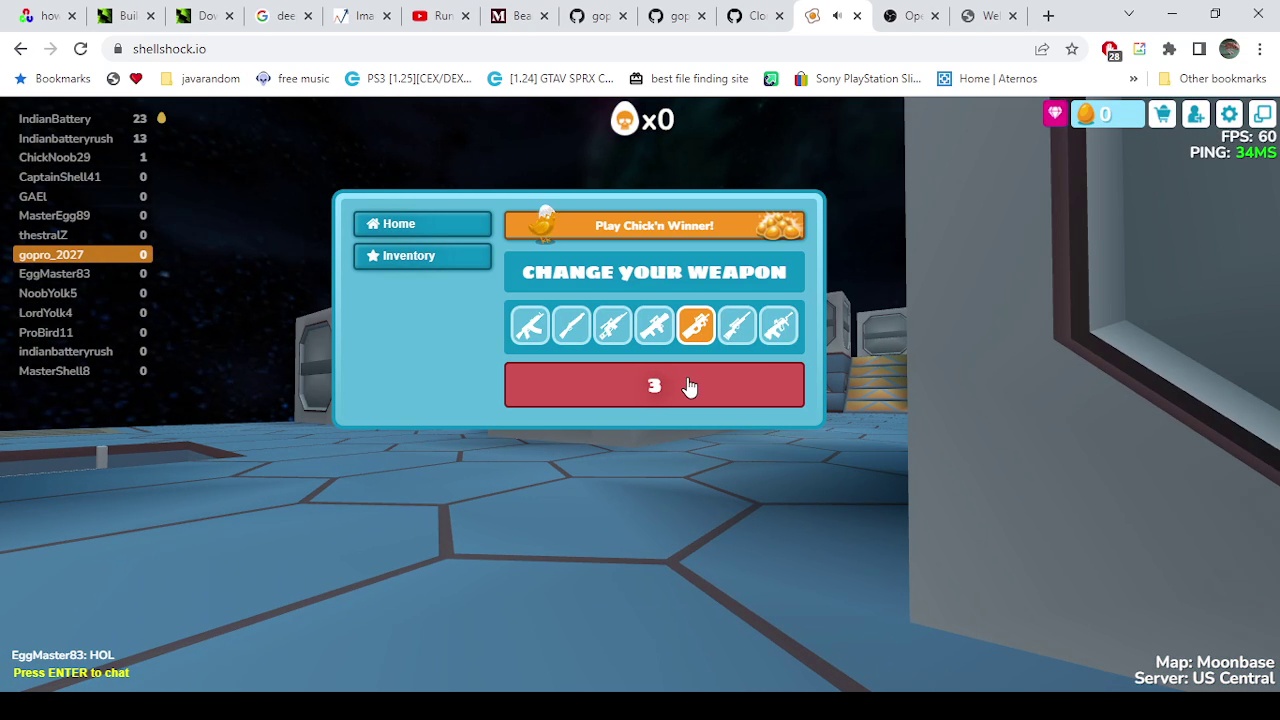 how
Buil
Dov
dee
Ima
Run
Bea
gop
gop
Clo
Ope
Wel
shellshock.io
28
Bookmarks
javarandom
free music
PS3 [1.25][CEX/DEX...
[1.24] GTAV SPRX C...
best file finding site
Sony PlayStation Sli...
Home | Aternos
»
Other bookmarks
IndianBattery 23
Indianbatteryrush 13
ChickNoob29 1
CaptainShell41 0
GAEl 0
MasterEgg89 0
thestralZ 0
gopro_2027 0
EggMaster83 0
NoobYolk5 0
LordYolk4 0
ProBird11 0
indianbatteryrush 0
MasterShell8 0
x0
0
FPS: 60
PING: 34MS
Home
Inventory
Play Chick'n Winner!
CHANGE YOUR WEAPON
3
EggMaster83: HOL
Press ENTER to chat
Map: Moonbase
Server: US Central